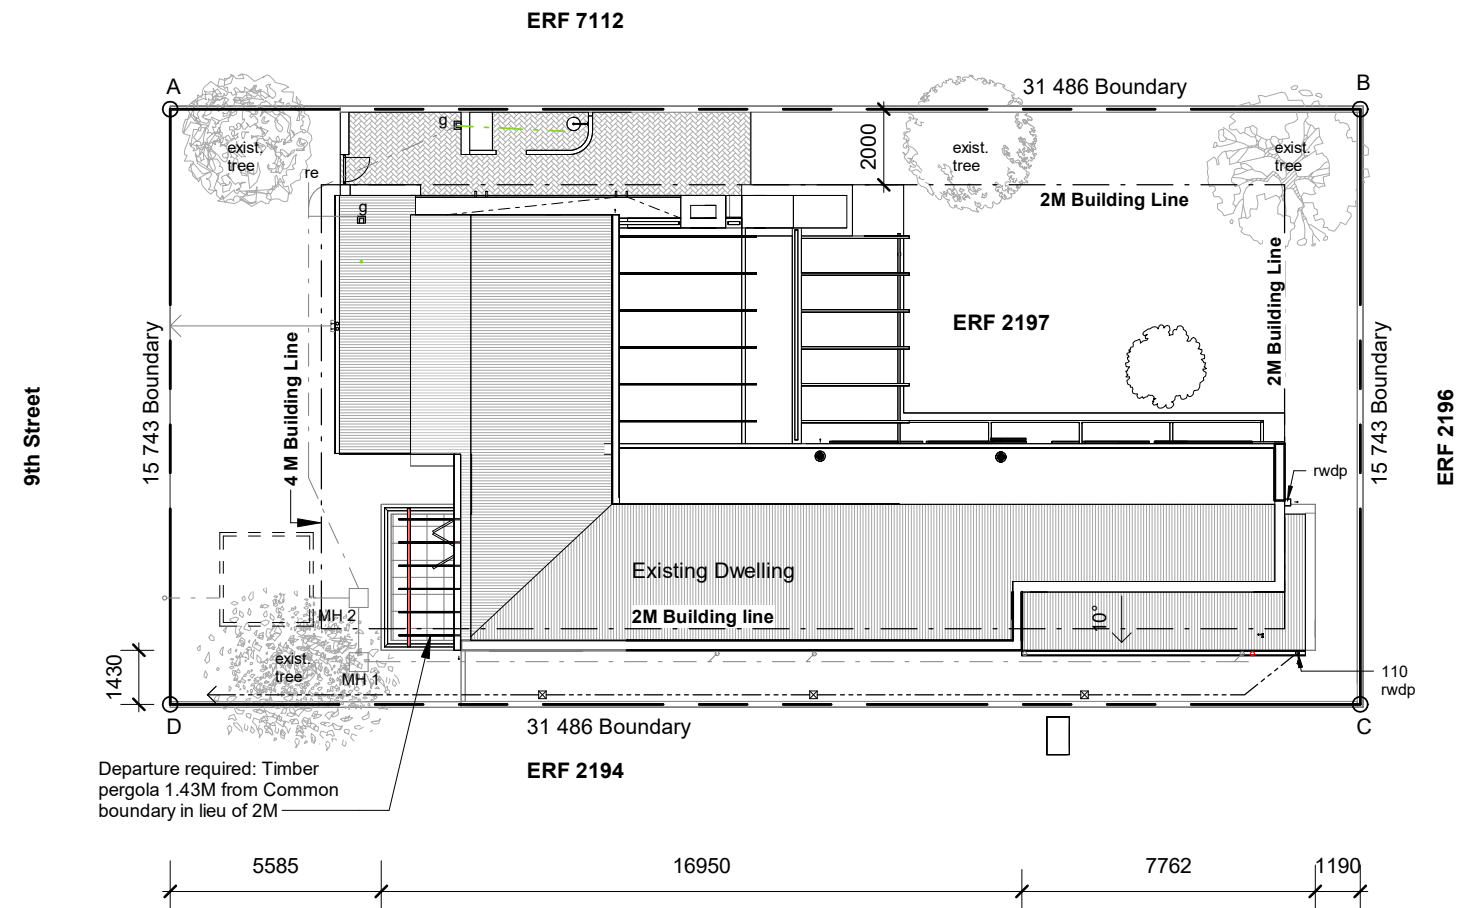 ERF 7112
A
31 486 Boundary
B
g
exist.
tree
re
2000
exist.
tree
exist.
tree
2M Building Line
g
2M Building Line
ERF 2197
15 743 Boundary
4 M Building Line
9th Street
15 743 Boundary
ERF 2196
rwdp
Existing Dwelling
2M Building line
10°
MH 2
exist.
tree
MH 1
1430
110
rwdp
D
31 486 Boundary
C
Departure required: Timber
pergola 1.43M from Common
boundary in lieu of 2M
ERF 2194
5585
16950
7762
1190